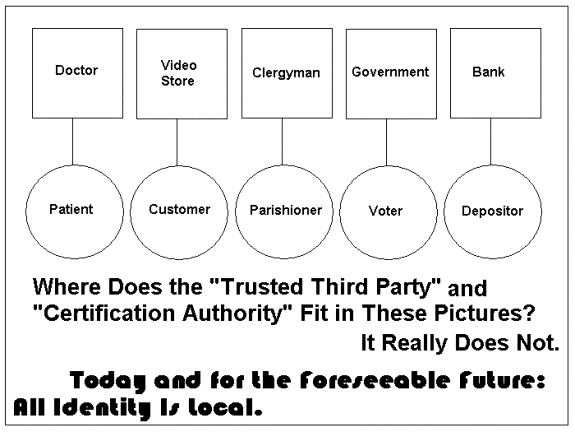 Doctor
Video
Store
Clergyman
Government
Bank
Patient
Customer
Parishioner
Voter
Depositor
Where Does the "Trusted Third Party" and
"Certification Authority" Fit in These Pictures?
It Really Does Not.
Today and for the Foreseeable Future:
All Identity Is Local.